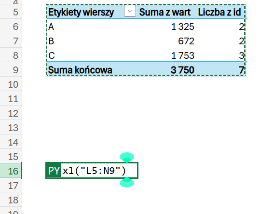 5 Etykiety wierszy Suma z wart Liczba z id
6 A 1 325 2
7 B 672 2
8 C 1 753 3
9 Suma końcowa 3 750 7
10
11
12
13
14
15
16 PY xl("L5:N9")
17